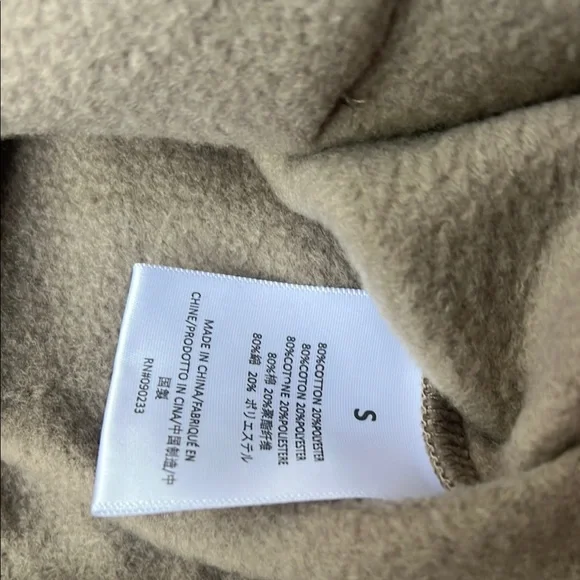 S
80%COTTON 20%POLYESTER
80%COTON 20%POLYESTER
80%COTONE 20%POLIESTERE
80%棉 20%聚酯纤维
80%綿 20% ポリエステル
MADE IN CHINA/FABRIQUÉ EN
CHINE/PRODOTTO IN CINA/中国制造/中
国製
RN#090233